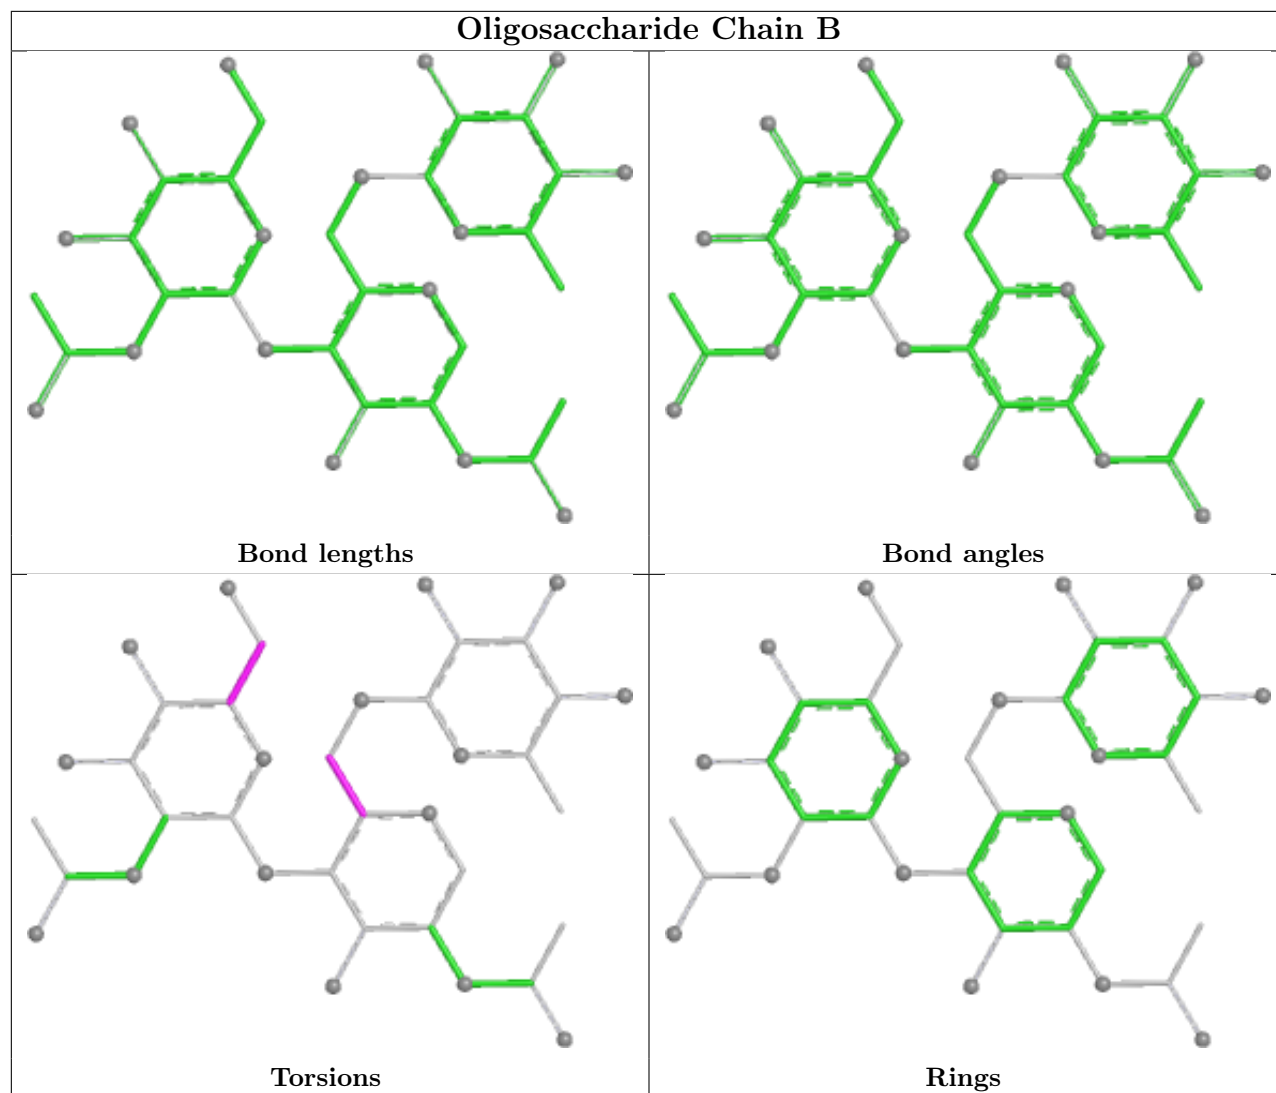 Oligosaccharide Chain B
Bond lengths
Bond angles
Torsions
Rings